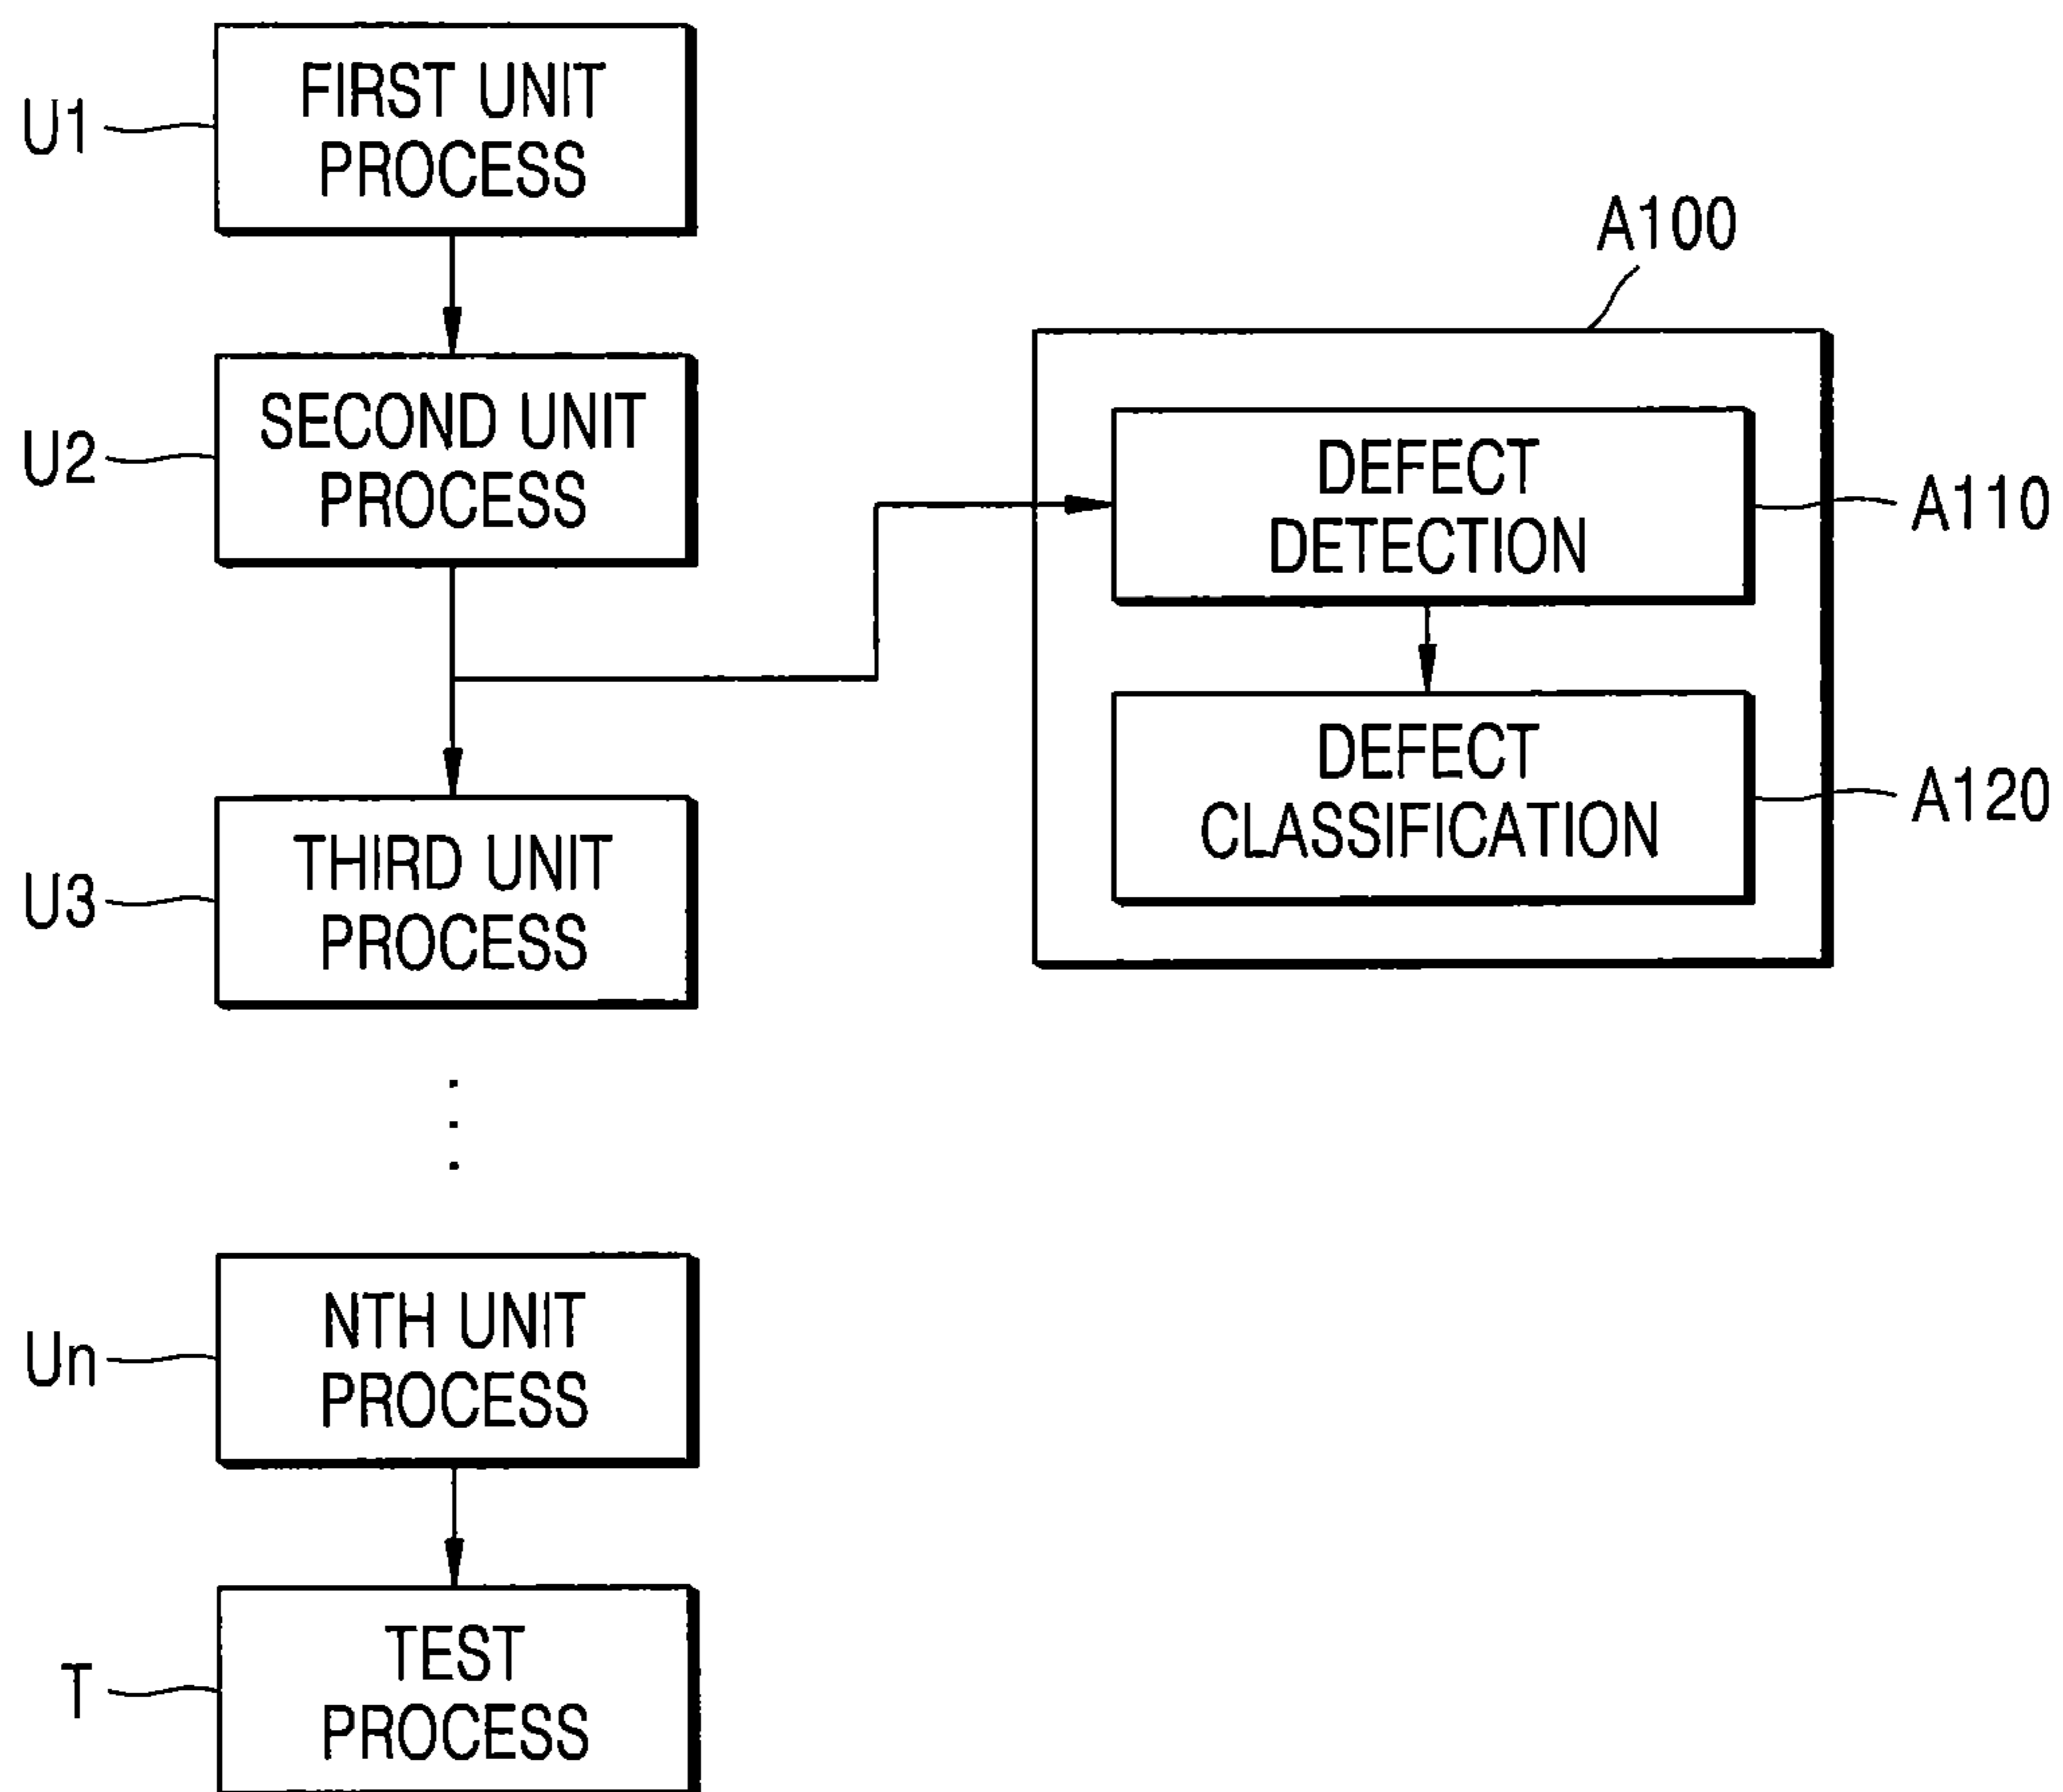 U1
FIRST UNIT
PROCESS
A100
U2
SECOND UNIT
PROCESS
DEFECT
DETECTION
A110
DEFECT
CLASSIFICATION
A120
U3
THIRD UNIT
PROCESS
Un
NTH UNIT
PROCESS
T
TEST
PROCESS